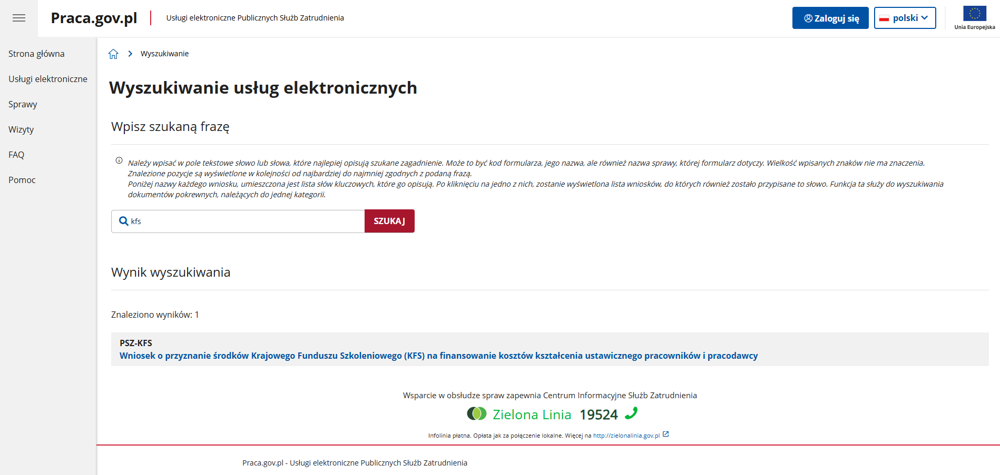 Praca.gov.pl
Usługi elektroniczne Publicznych Służb Zatrudnienia
Zaloguj się
polski
Unia Europejska
Strona główna
Usługi elektroniczne
Sprawy
Wizyty
FAQ
Pomoc
Wyszukiwanie
Wyszukiwanie usług elektronicznych
Wpisz szukaną frazę
Należy wpisać w pole tekstowe słowo lub słowa, które najlepiej opisują szukane zagadnienie. Może to być kod formularza, jego nazwa, ale również nazwa sprawy, której formularz dotyczy. Wielkość wpisanych znaków nie ma znaczenia.
Znalezione pozycje są wyświetlone w kolejności od najbardziej do najmniej zgodnych z podaną frazą.
Poniżej nazwy każdego wniosku, umieszczona jest lista słów kluczowych, które go opisują. Po kliknięciu na jedno z nich, zostanie wyświetlona lista wniosków, do których również zostało przypisane to słowo. Funkcja ta służy do wyszukiwania
dokumentów pokrewnych, należących do jednej kategorii.
kfs
SZUKAJ
Wynik wyszukiwania
Znaleziono wyników: 1
PSZ-KFS
Wniosek o przyznanie środków Krajowego Funduszu Szkoleniowego (KFS) na finansowanie kosztów kształcenia ustawicznego pracowników i pracodawcy
Wsparcie w obsłudze spraw zapewnia Centrum Informacyjne Służb Zatrudnienia
Zielona Linia 19524
Infolinia płatna. Opłata jak za połączenie lokalne. Więcej na http://zielonalinia.gov.pl
Praca.gov.pl - Usługi elektroniczne Publicznych Służb Zatrudnienia